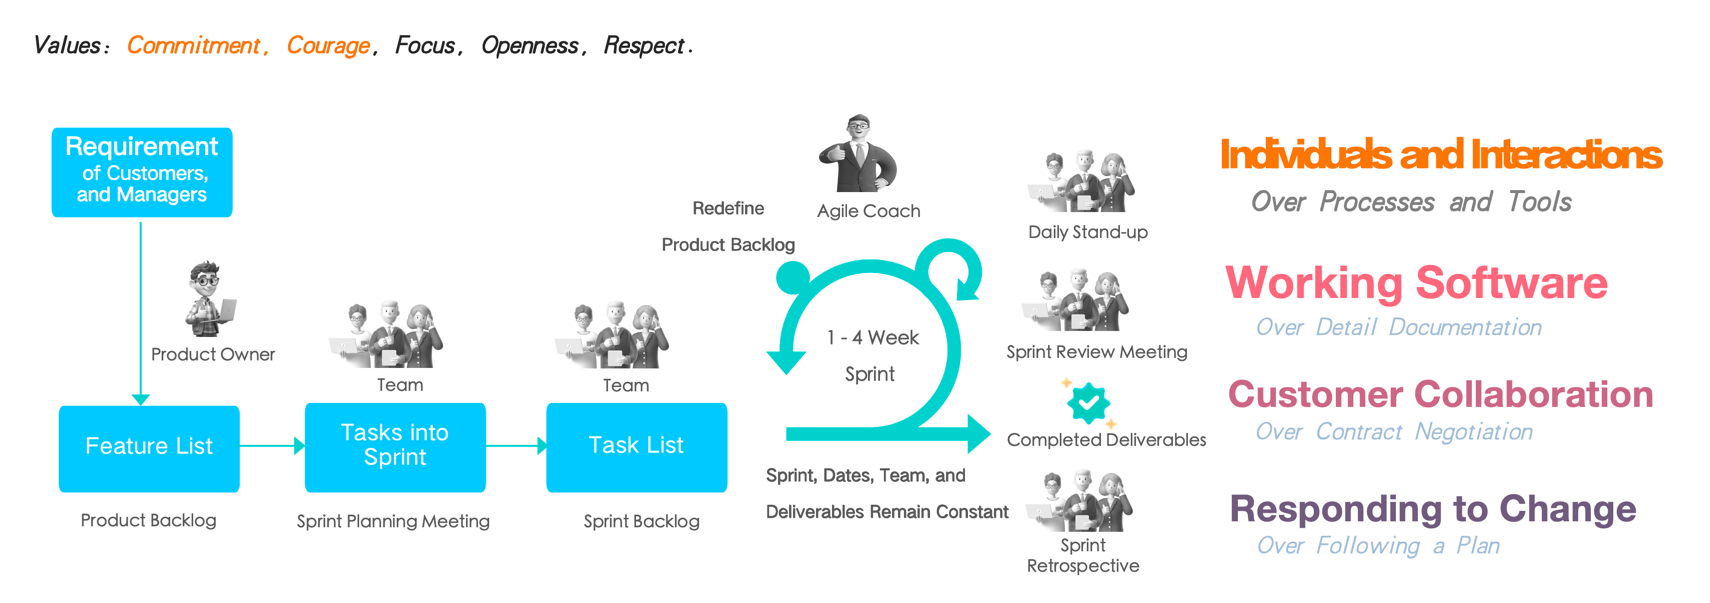 Values: Commitment, Courage, Focus, Openness, Respect.
Requirement
of Customers,
and Managers
Product Owner
Feature List
Product Backlog
Team
Tasks into
Sprint
Sprint Planning Meeting
Team
Task List
Sprint Backlog
Redefine
Product Backlog
Agile Coach
1 - 4 Week
Sprint
Sprint, Dates, Team, and
Deliverables Remain Constant
Daily Stand-up
Sprint Review Meeting
Completed Deliverables
Sprint
Retrospective
Individuals and Interactions
Over Processes and Tools
Working Software
Over Detail Documentation
Customer Collaboration
Over Contract Negotiation
Responding to Change
Over Following a Plan